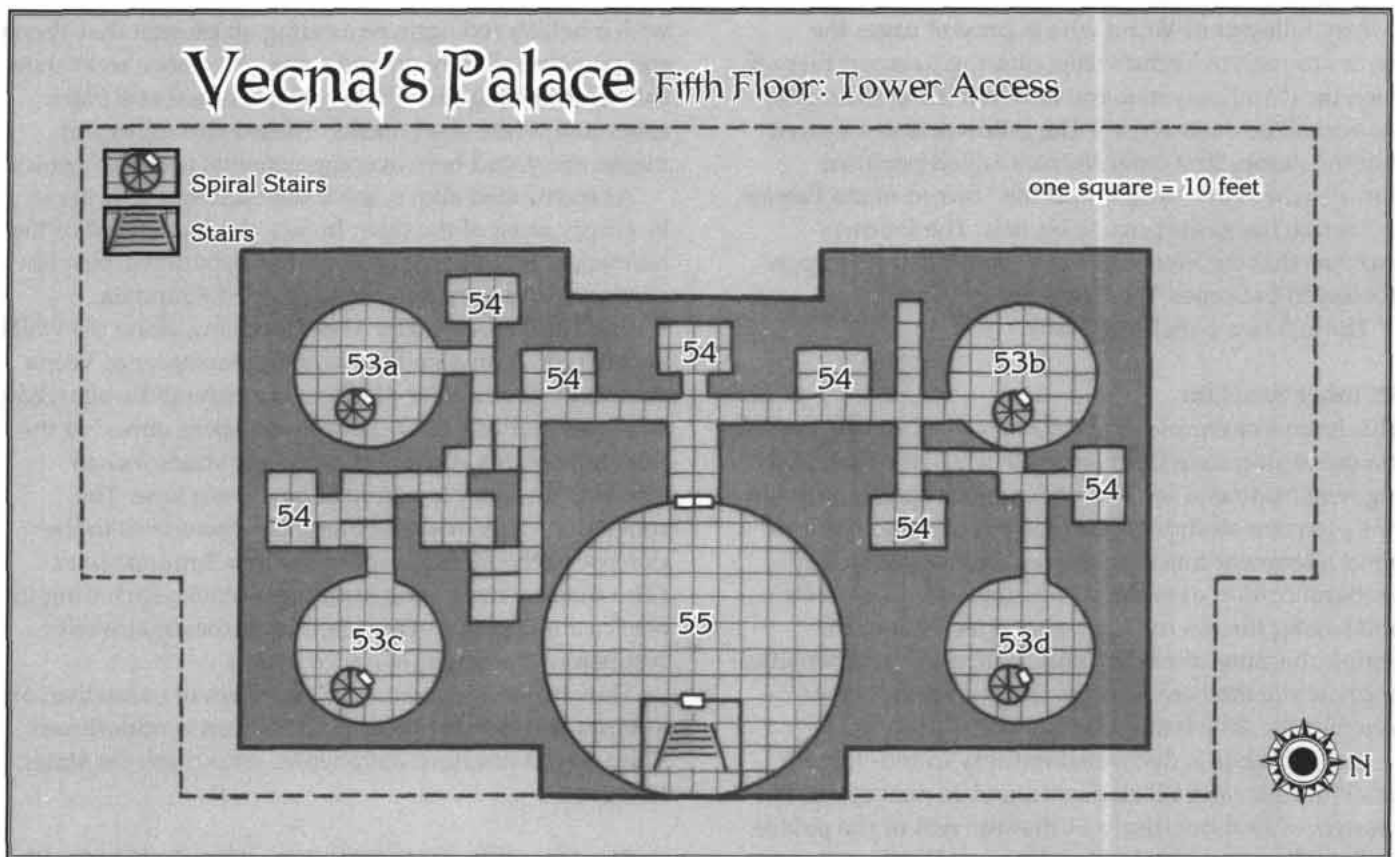 Vecna's Palace Fifth Floor: Tower Access
Spiral Stairs
one square = 10 feet
Stairs
54
53a
54
54
54
53b
54
54
54
53c
55
53d
N